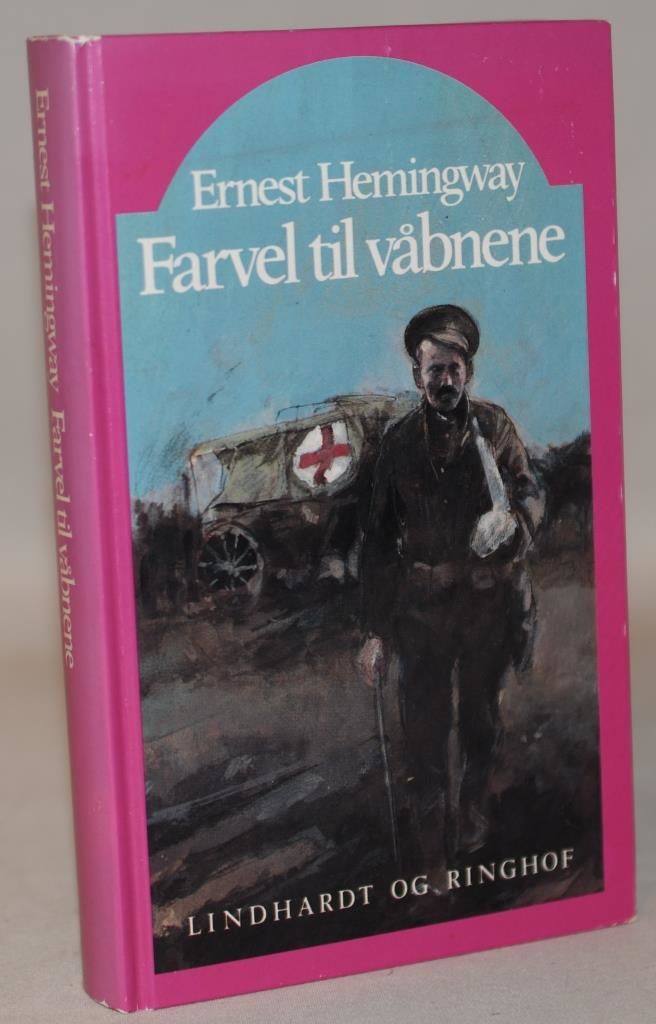 Ernest Hemingway
Farvel til våbnene
LINDHARDT OG RINGHOF
Ernest Hemingway Farvel til våbnene